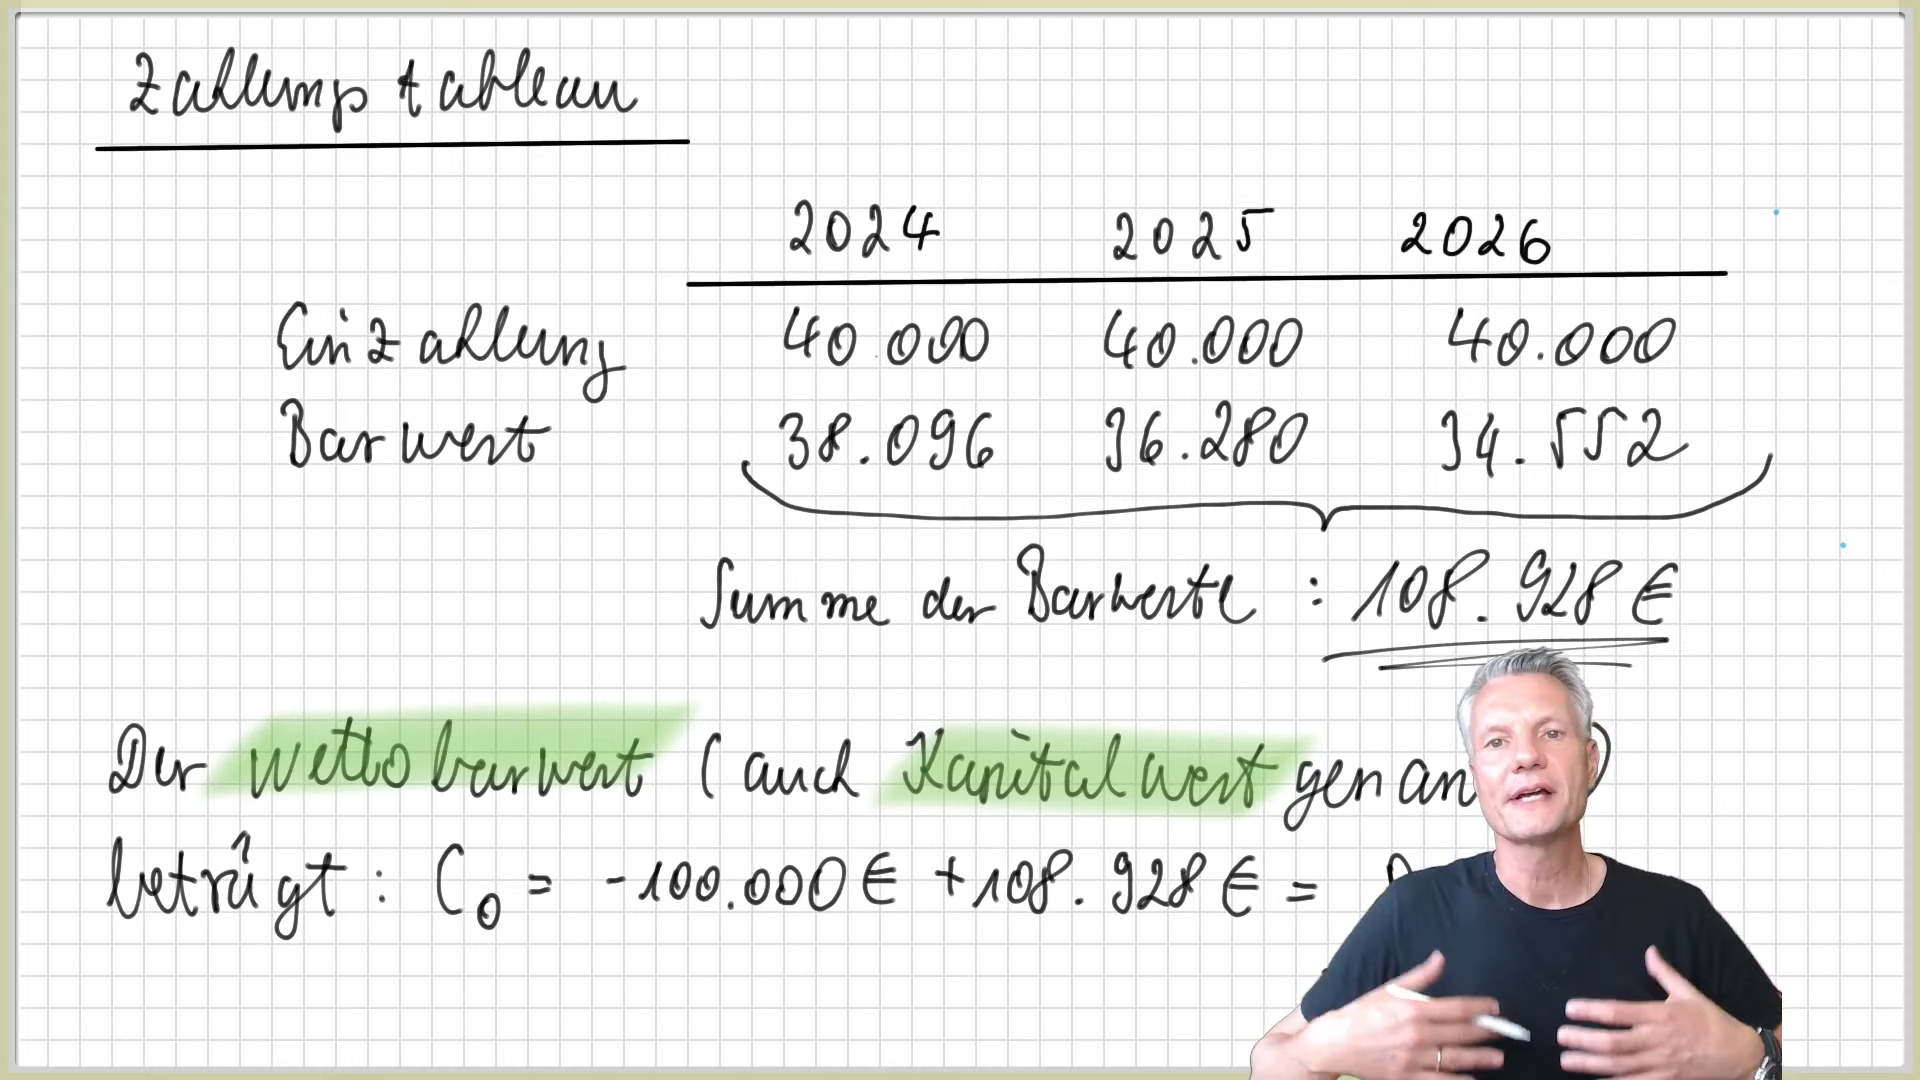 Zahlungstableau
2024 2025 2026
Einzahlung 40.000 40.000 40.000
Barwert 38.096 36.280 34.552
Summe der Barwerte : 108.928 €
Der Nettobarwert (auch Kapitalwert genan )
beträgt : C₀ = -100.000 € + 108.928 € =